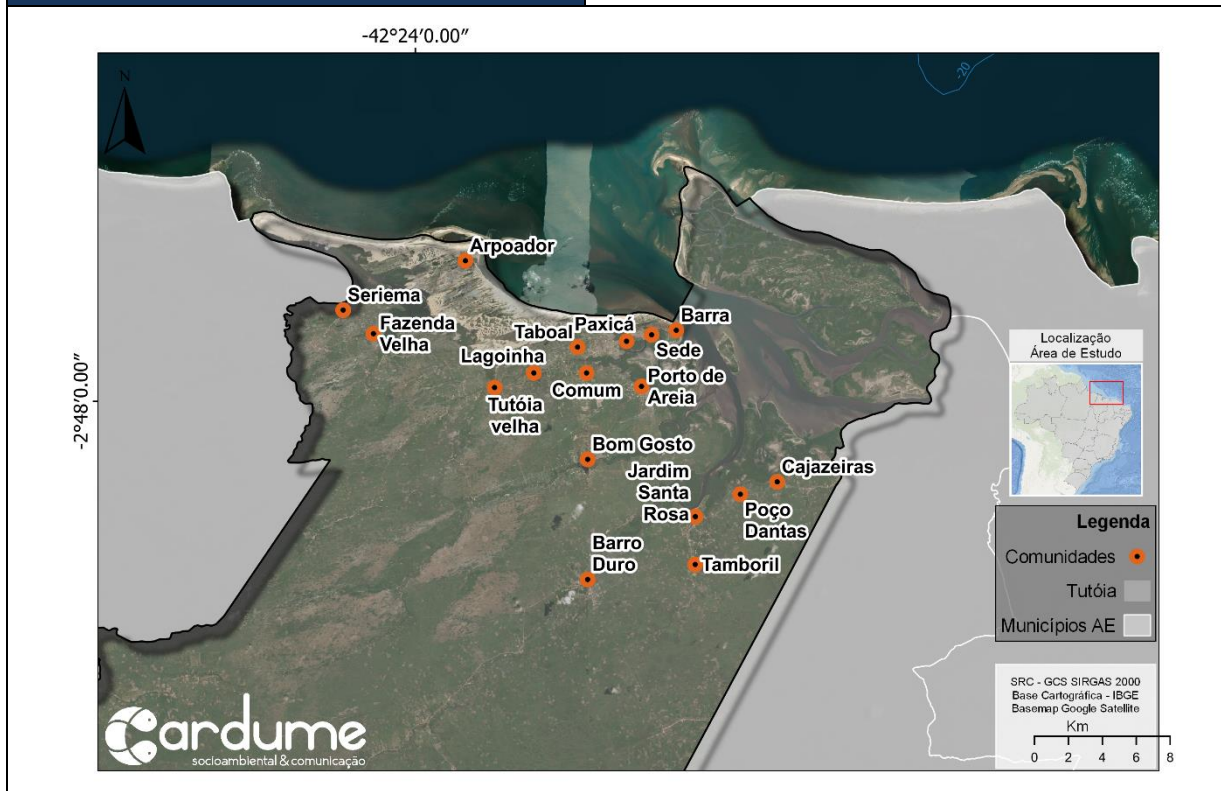 -42°24'0.00"
-20
N
Arpoador
Seriema
Fazenda
Velha
Taboal
Paxicá
Barra
Sede
Lagoinha
Comum
Porto de
Areia
Tutóia
velha
Bom Gosto
Jardim
Santa
Rosa
Cajazeiras
Poço
Dantas
Barro
Duro
Tamboril
-2°48'0.00"
Localização
Área de Estudo
Legenda
Comunidades
Tutóia
Municípios AE
SRC - GCS SIRGAS 2000
Base Cartográfica - IBGE
Basemap Google Satellite
Km
0 2 4 6 8
Cardume
socioambiental & comunicação